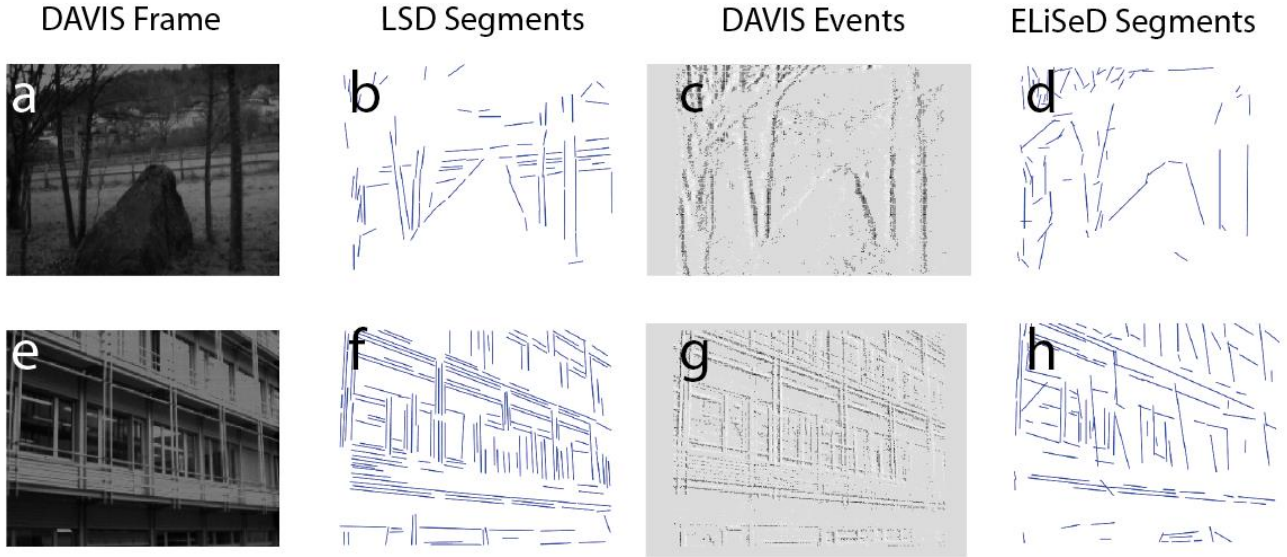 DAVIS Frame LSD Segments DAVIS Events ELiSeD Segments
a b c d
e f g h